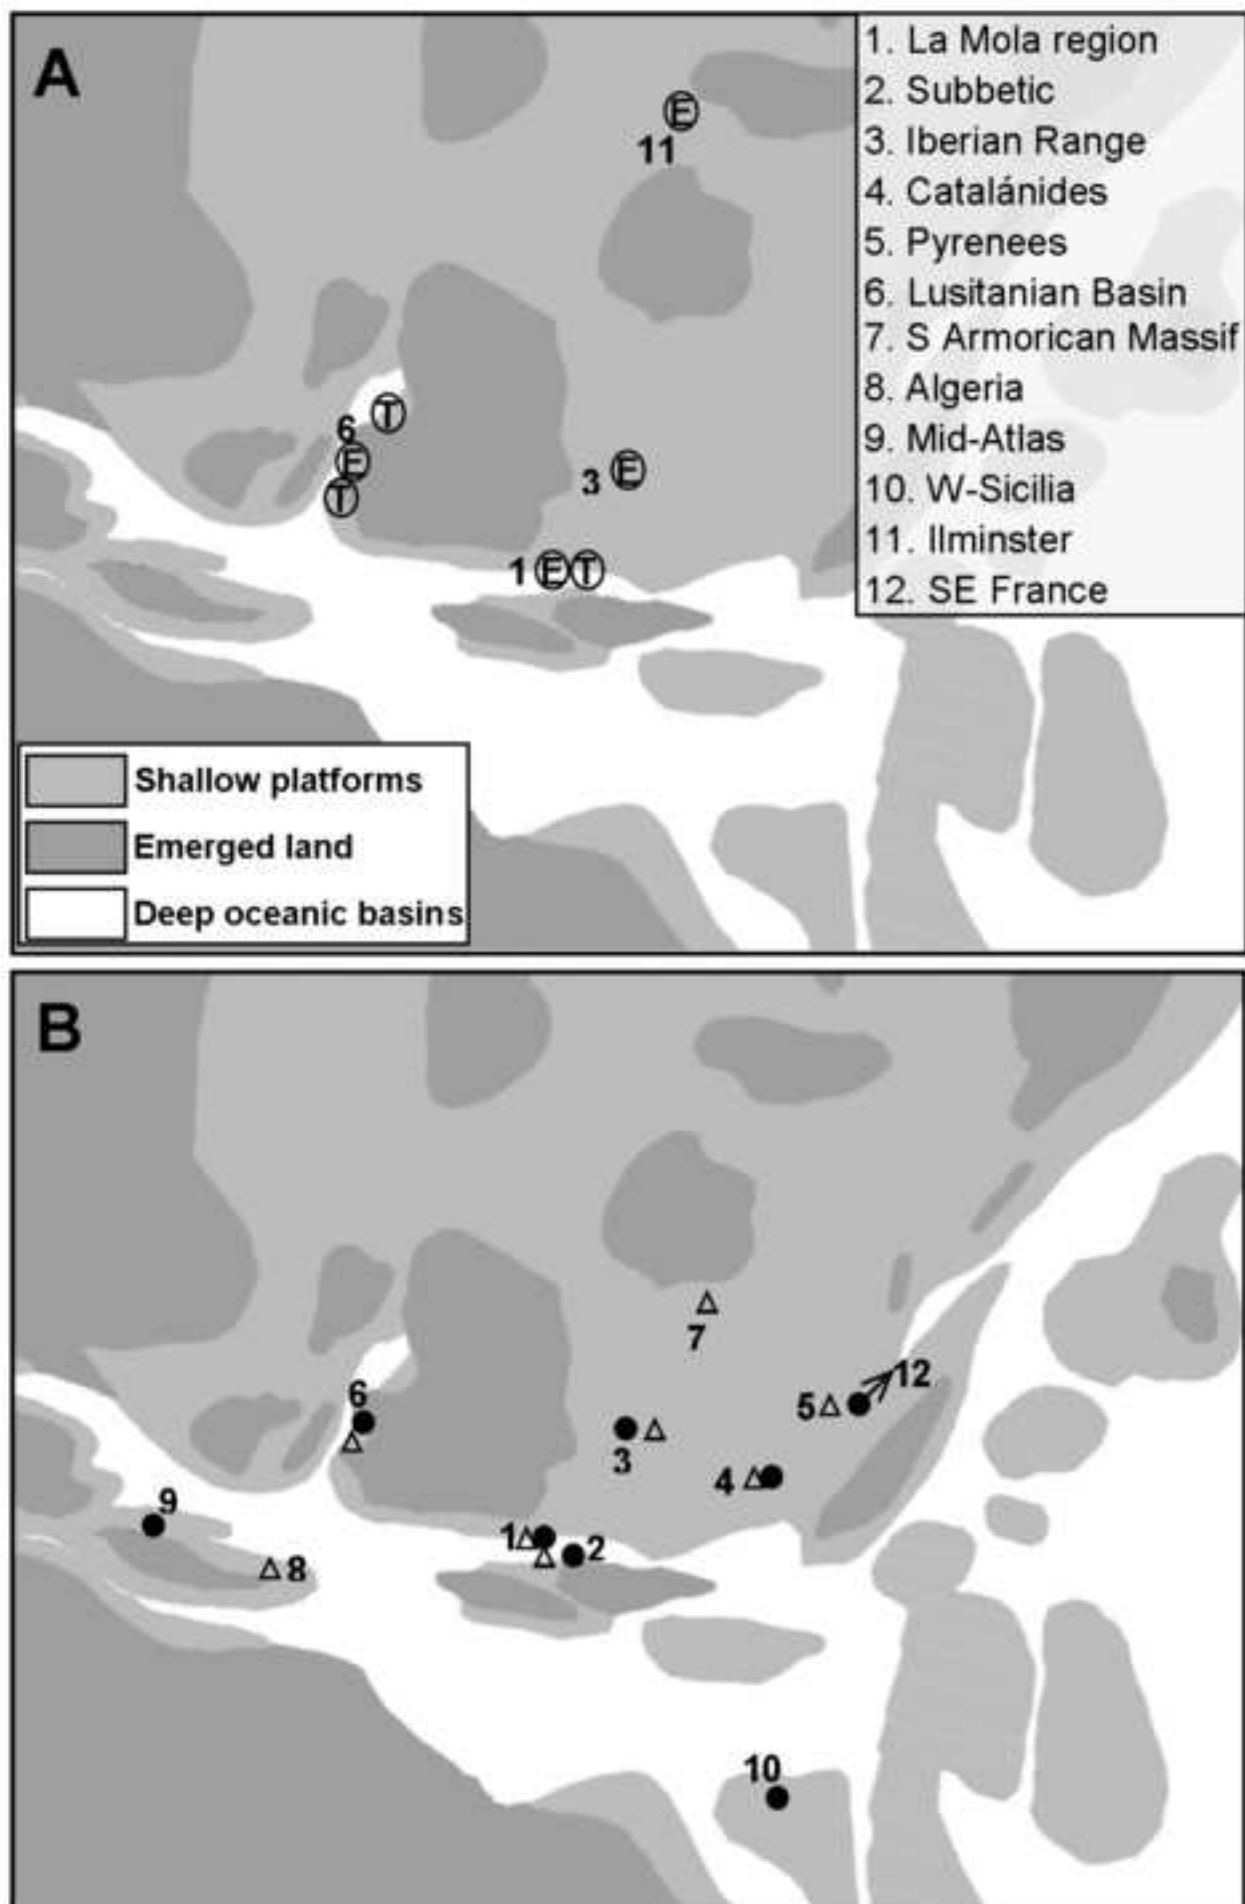 A
1. La Mola region
2. Subbetic
3. Iberian Range
4. Catalánides
5. Pyrenees
6. Lusitanian Basin
7. S Armorican Massif
8. Algeria
9. Mid-Atlas
10. W-Sicilia
11. Ilminster
12. SE France
E
11
T
6
E
T
3 E
1 E T
Shallow platforms
Emerged land
Deep oceanic basins
B
7
12
6
5
3
4
9
1
2
8
10